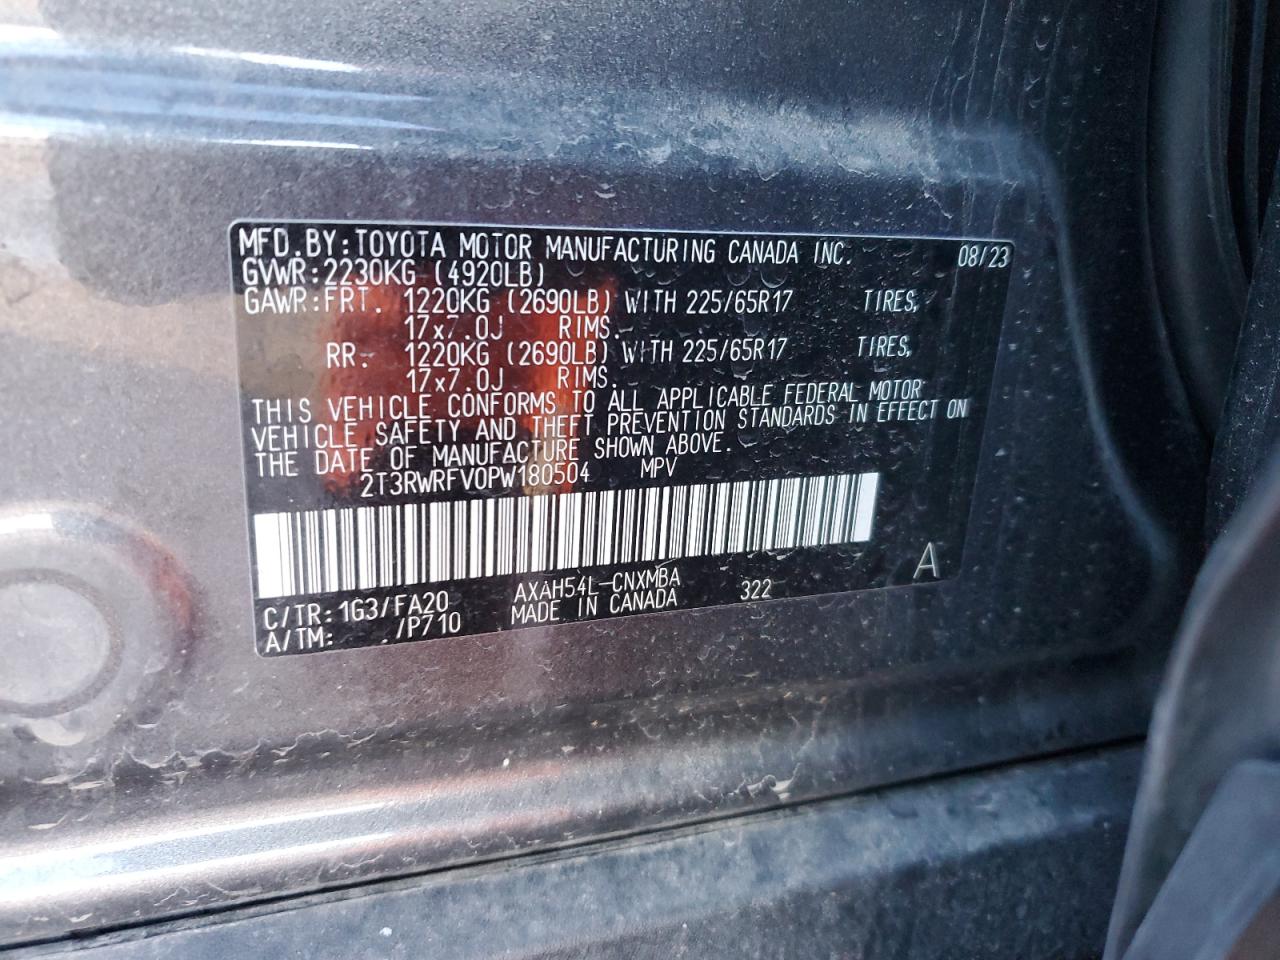 MFD.BY:TOYOTA MOTOR MANUFACTURING CANADA INC. 08/23
GVWR:2230KG (4920LB)
GAWR:FRT. 1220KG (2690LB) WITH 225/65R17 TIRES,
17x7.0J RIMS.
RR- 1220KG (2690LB) WITH 225/65R17 TIRES,
17x7.0J RIMS.
THIS VEHICLE CONFORMS TO ALL APPLICABLE FEDERAL MOTOR
VEHICLE SAFETY AND THEFT PREVENTION STANDARDS IN EFFECT ON
THE DATE OF MANUFACTURE SHOWN ABOVE.
2T3RWRFV0PW180504 MPV
C/TR:1G3/FA20 AXAH54L-CNXMBA 322 A
A/TM: . /P710 MADE IN CANADA